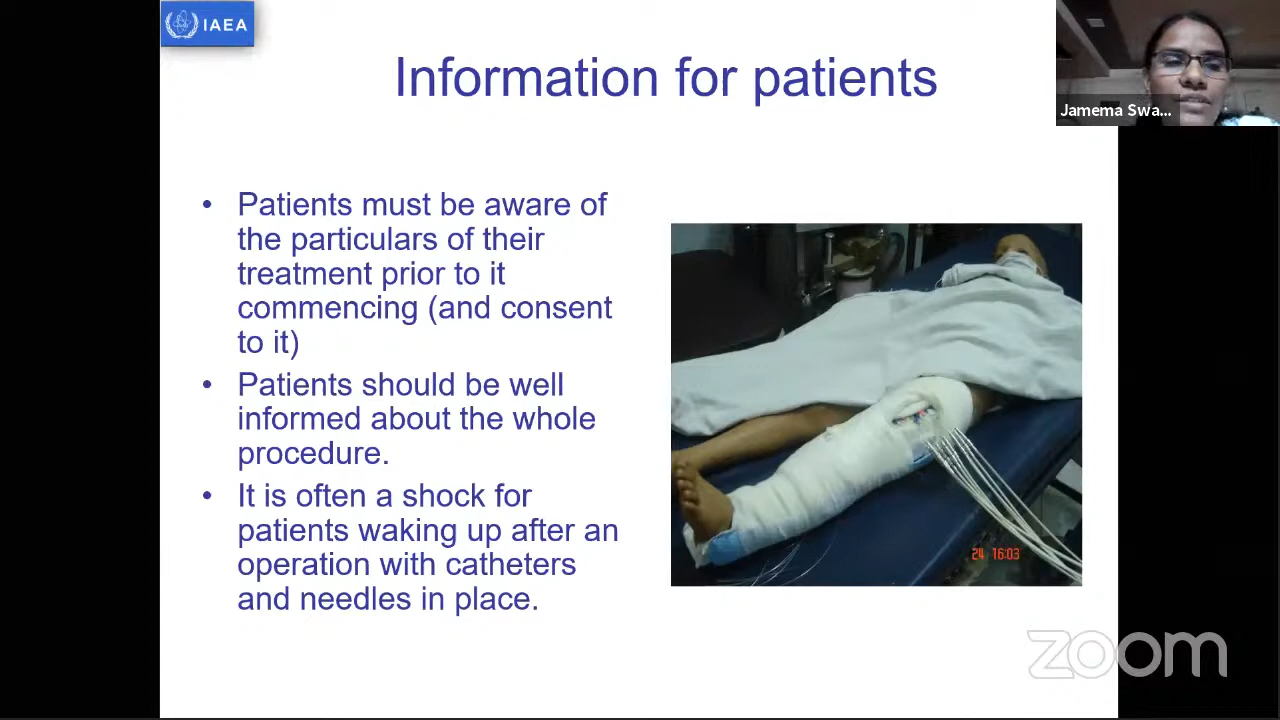 IAEA
Information for patients
Jamema Swa...
• Patients must be aware of
the particulars of their
treatment prior to it
commencing (and consent
to it)
• Patients should be well
informed about the whole
procedure.
• It is often a shock for
patients waking up after an
operation with catheters
and needles in place.
24 16:03
zoom